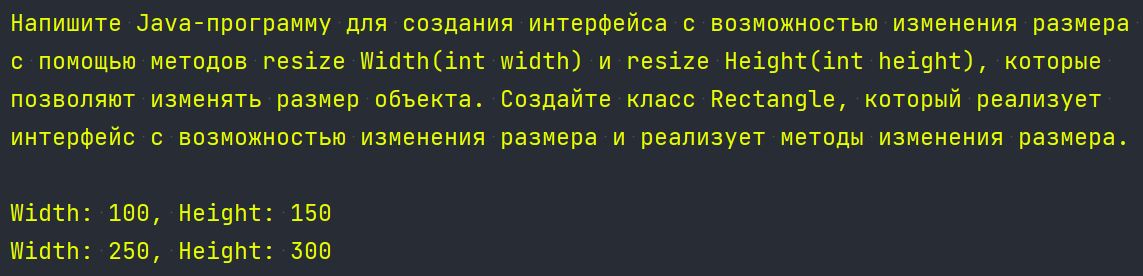 Напишите Java-программу для создания интерфейса с возможностью изменения размера
с помощью методов resize Width(int width) и resize Height(int height), которые
позволяют изменять размер объекта. Создайте класс Rectangle, который реализует
интерфейс с возможностью изменения размера и реализует методы изменения размера.
Width: 100, Height: 150
Width: 250, Height: 300